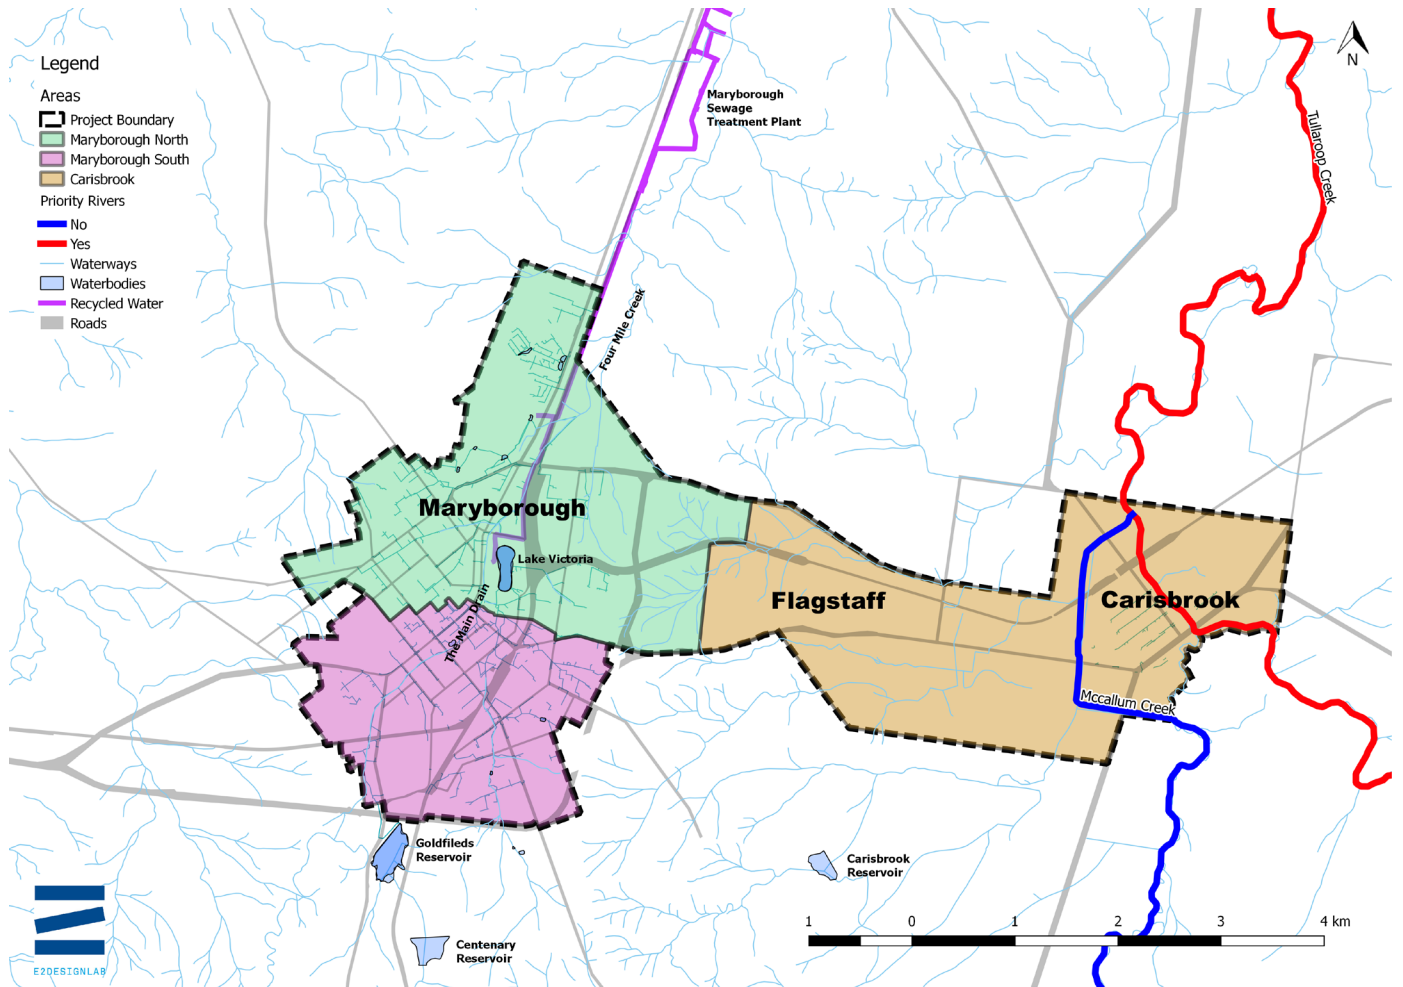 Legend
Areas
Project Boundary
Maryborough North
Maryborough South
Carisbrook
Priority Rivers
No
Yes
Waterways
Waterbodies
Recycled Water
Roads
N
Maryborough
Sewage
Treatment Plant
Tullaroop Creek
Four Mile Creek
Maryborough
Lake Victoria
The Main Drain
Flagstaff
Carisbrook
Mccallum Creek
Goldfileds
Reservoir
Carisbrook
Reservoir
Centenary
Reservoir
1 0 1 2 3 4 km
E2DESIGNLAB